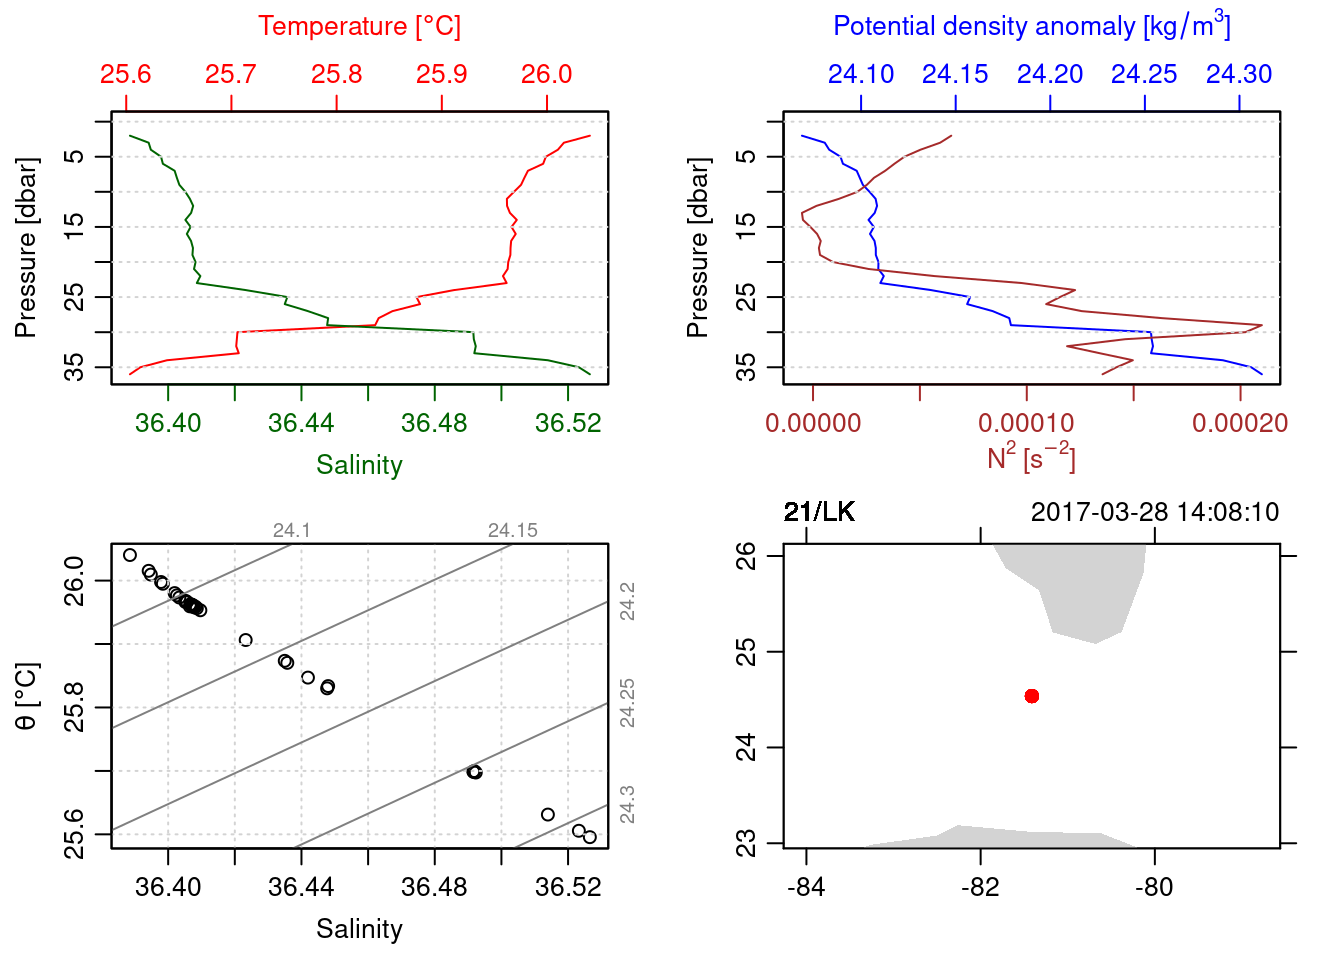 Temperature [°C]
25.6 25.7 25.8 25.9 26.0
Pressure [dbar]
5
15
25
35
36.40 36.44 36.48 36.52
Salinity
Potential density anomaly [kg/m³]
24.10 24.15 24.20 24.25 24.30
Pressure [dbar]
5
15
25
35
0.00000 0.00010 0.00020
N² [s⁻²]
24.1 24.15
24.2
24.25
24.3
θ [°C]
26.0
25.8
25.6
36.40 36.44 36.48 36.52
Salinity
21/LK 2017-03-28 14:08:10
26
25
24
23
-84 -82 -80